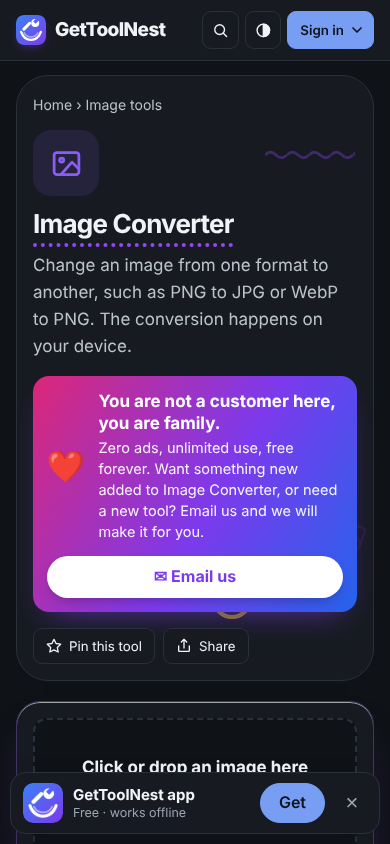 GetToolNest
Sign in
Home › Image tools
Image Converter
Change an image from one format to
another, such as PNG to JPG or WebP
to PNG. The conversion happens on
your device.
You are not a customer here,
you are family.
Zero ads, unlimited use, free
forever. Want something new
added to Image Converter, or need
a new tool? Email us and we will
make it for you.
✉ Email us
Pin this tool
Share
Click or drop an image here
GetToolNest app
Free · works offline
Get